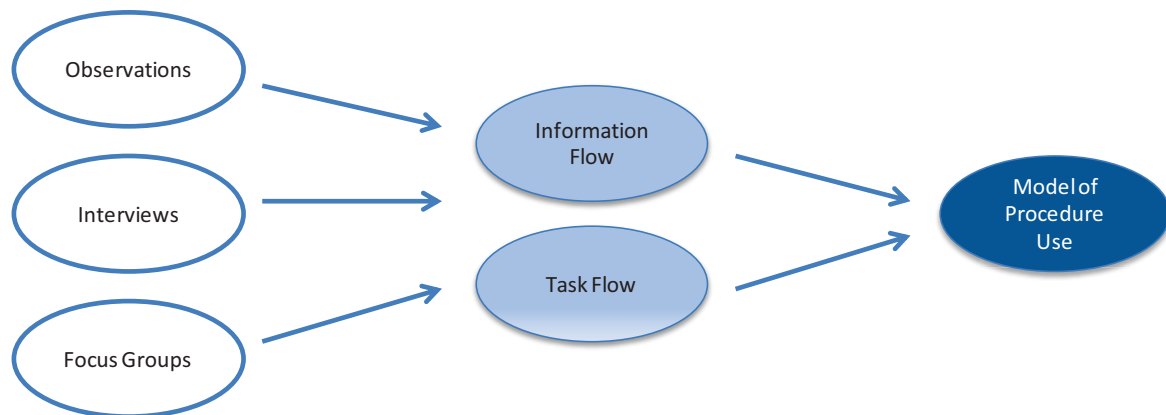 Observations
Interviews
Focus Groups
Information
Flow
Task Flow
Model of
Procedure
Use